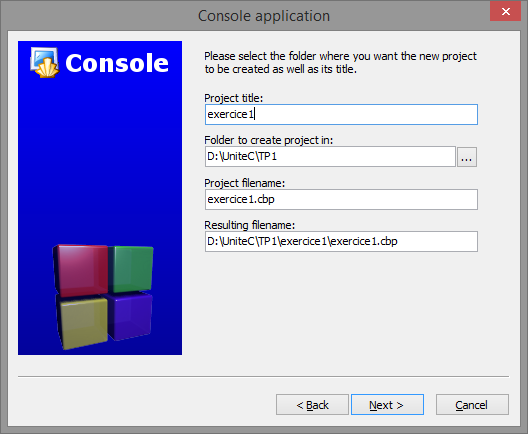 Console application
Console
Please select the folder where you want the new project
to be created as well as its title.
Project title:
exercice1
Folder to create project in:
D:\UniteC\TP1
...
Project filename:
exercice1.cbp
Resulting filename:
D:\UniteC\TP1\exercice1\exercice1.cbp
< Back
Next >
Cancel